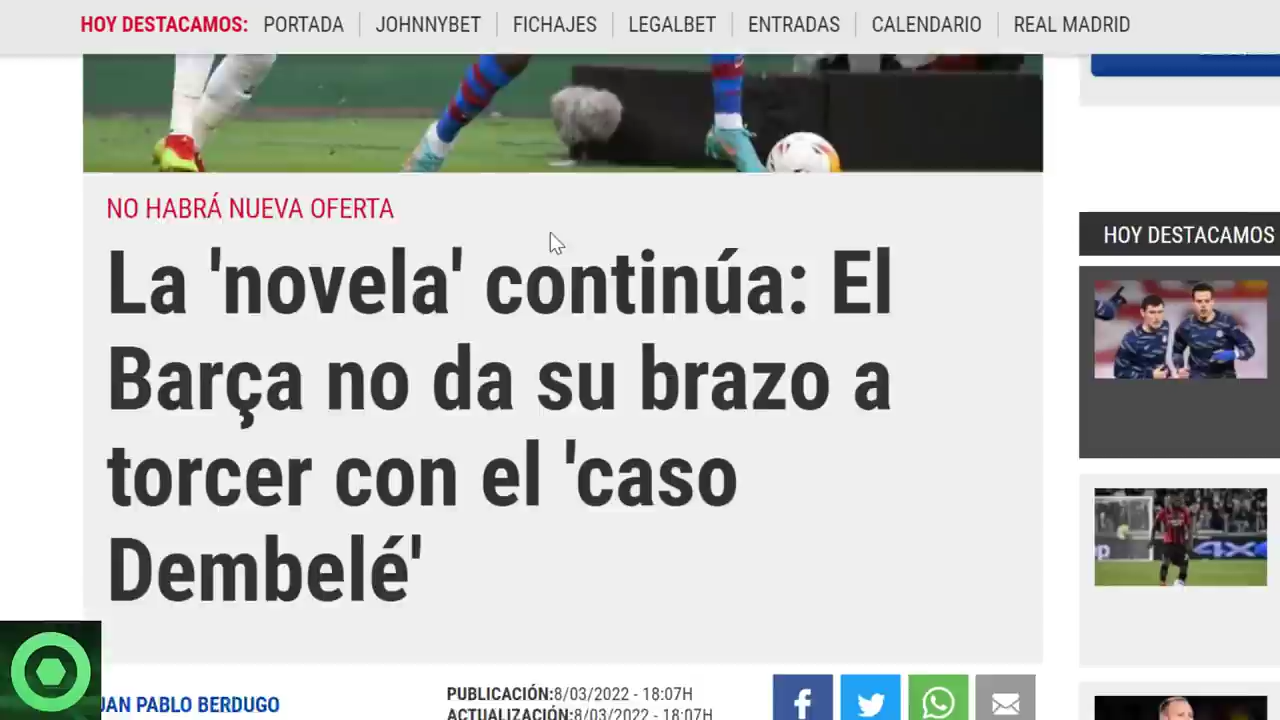 HOY DESTACAMOS: PORTADA JOHNNYBET FICHAJES LEGALBET ENTRADAS CALENDARIO REAL MADRID
NO HABRÁ NUEVA OFERTA
La 'novela' continúa: El
Barça no da su brazo a
torcer con el 'caso
Dembelé'
HOY DESTACAMOS
4X
UAN PABLO BERDUGO
PUBLICACIÓN:8/03/2022 - 18:07H
ACTUALIZACIÓN:8/03/2022 - 18:07H